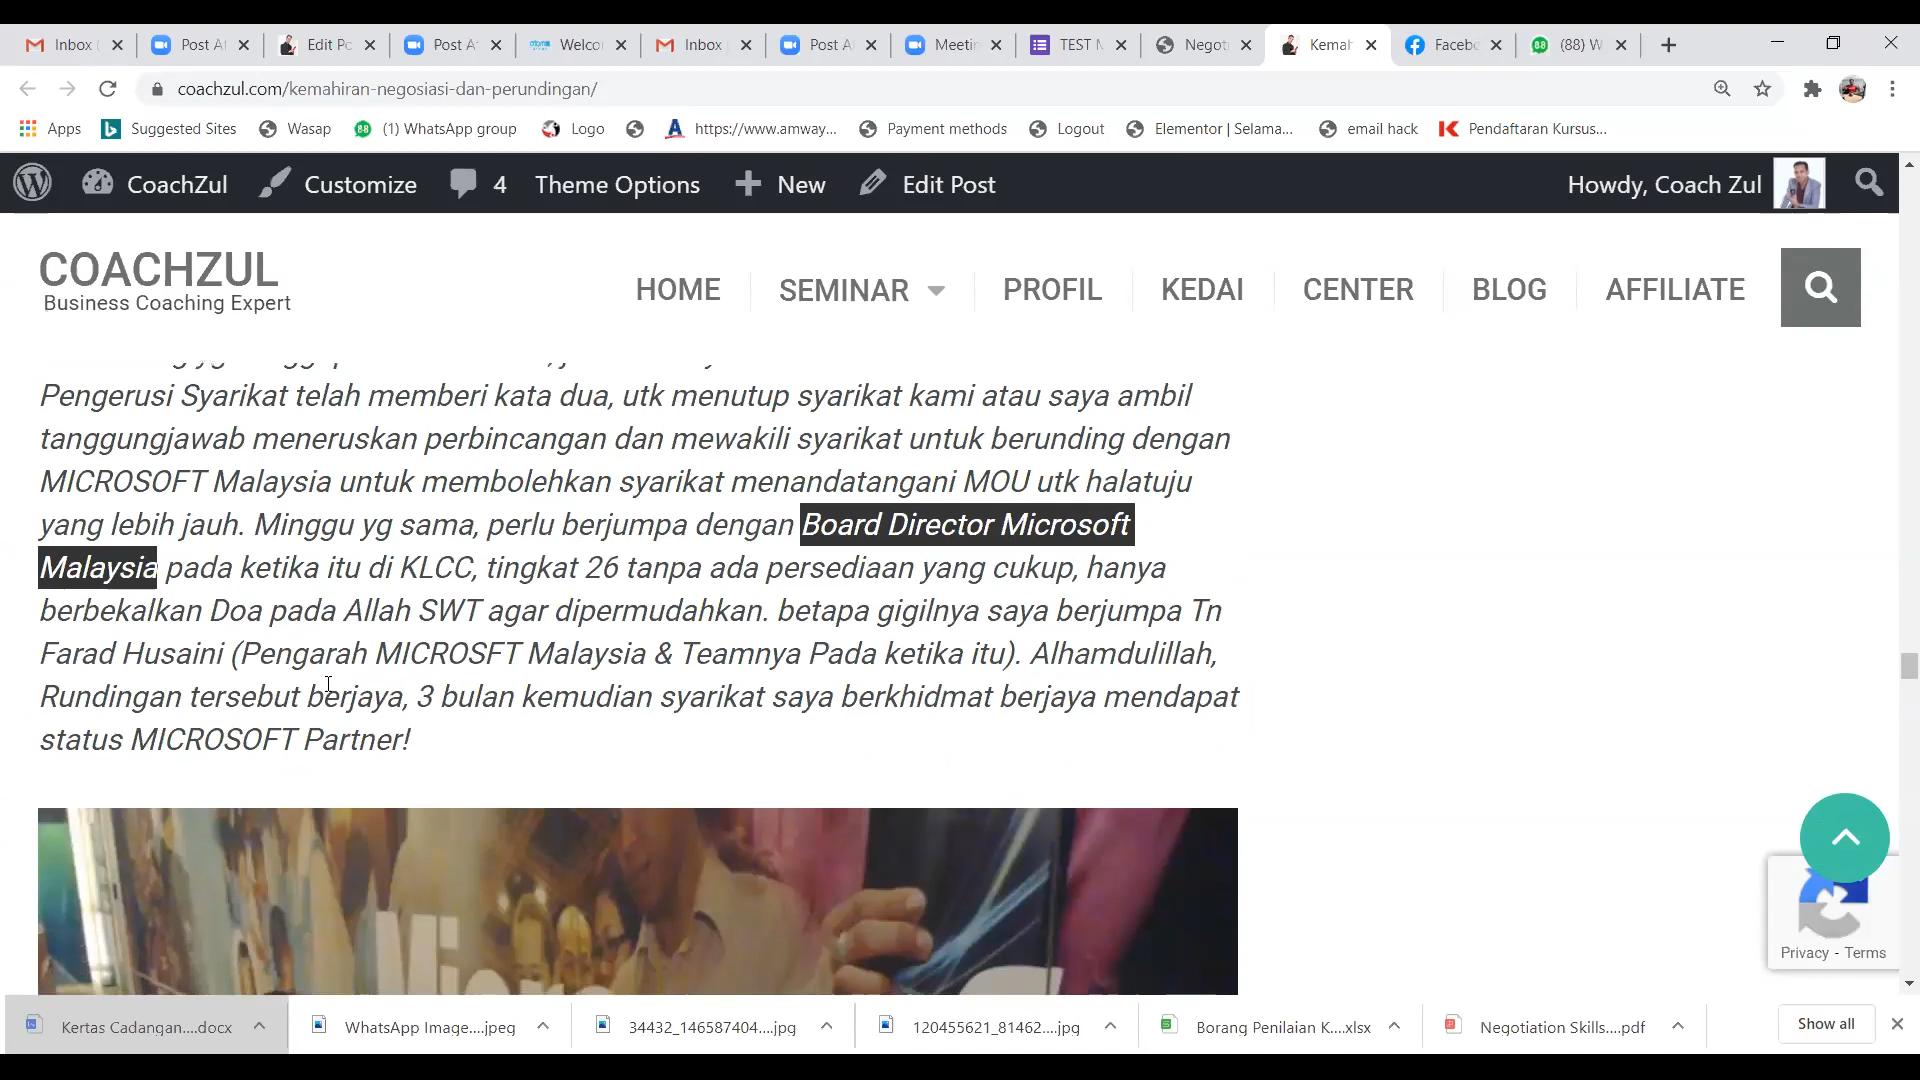 Inbox (
Post Af
Edit Po
Post A
Welco
Inbox
Post A
Meetin
TEST M
Negoti
Kemah
Facebo
(88) W
coachzul.com/kemahiran-negosiasi-dan-perundingan/
Apps
Suggested Sites
Wasap
(1) WhatsApp group
Logo
https://www.amway...
Payment methods
Logout
Elementor | Selama...
email hack
Pendaftaran Kursus...
CoachZul
Customize
4
Theme Options
New
Edit Post
Howdy, Coach Zul
COACHZUL
Business Coaching Expert
HOME
SEMINAR
PROFIL
KEDAI
CENTER
BLOG
AFFILIATE
Pengerusi Syarikat telah memberi kata dua, utk menutup syarikat kami atau saya ambil
tanggungjawab meneruskan perbincangan dan mewakili syarikat untuk berunding dengan
MICROSOFT Malaysia untuk membolehkan syarikat menandatangani MOU utk halatuju
yang lebih jauh. Minggu yg sama, perlu berjumpa dengan Board Director Microsoft
Malaysia pada ketika itu di KLCC, tingkat 26 tanpa ada persediaan yang cukup, hanya
berbekalkan Doa pada Allah SWT agar dipermudahkan. betapa gigilnya saya berjumpa Tn
Farad Husaini (Pengarah MICROSFT Malaysia & Teamnya Pada ketika itu). Alhamdulillah,
Rundingan tersebut berjaya, 3 bulan kemudian syarikat saya berkhidmat berjaya mendapat
status MICROSOFT Partner!
Privacy - Terms
Kertas Cadangan....docx
WhatsApp Image....jpeg
34432_146587404....jpg
120455621_81462....jpg
Borang Penilaian K....xlsx
Negotiation Skills....pdf
Show all